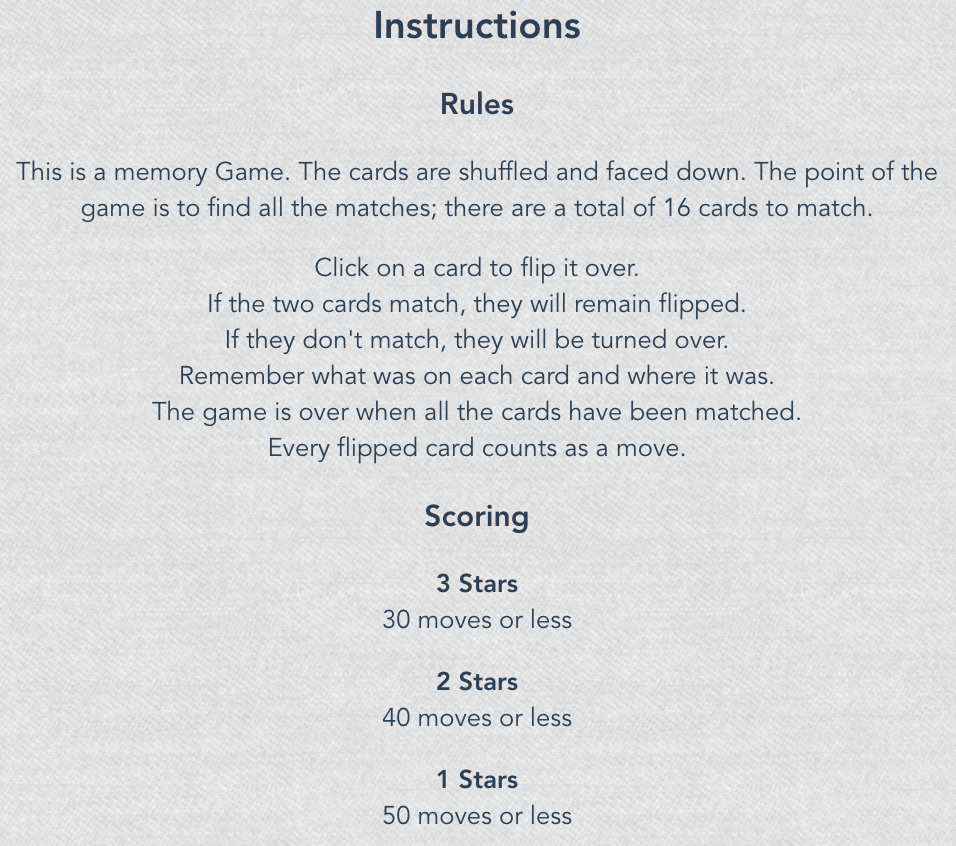 Instructions
Rules
This is a memory Game. The cards are shuffled and faced down. The point of the
game is to find all the matches; there are a total of 16 cards to match.
Click on a card to flip it over.
If the two cards match, they will remain flipped.
If they don't match, they will be turned over.
Remember what was on each card and where it was.
The game is over when all the cards have been matched.
Every flipped card counts as a move.
Scoring
3 Stars
30 moves or less
2 Stars
40 moves or less
1 Stars
50 moves or less